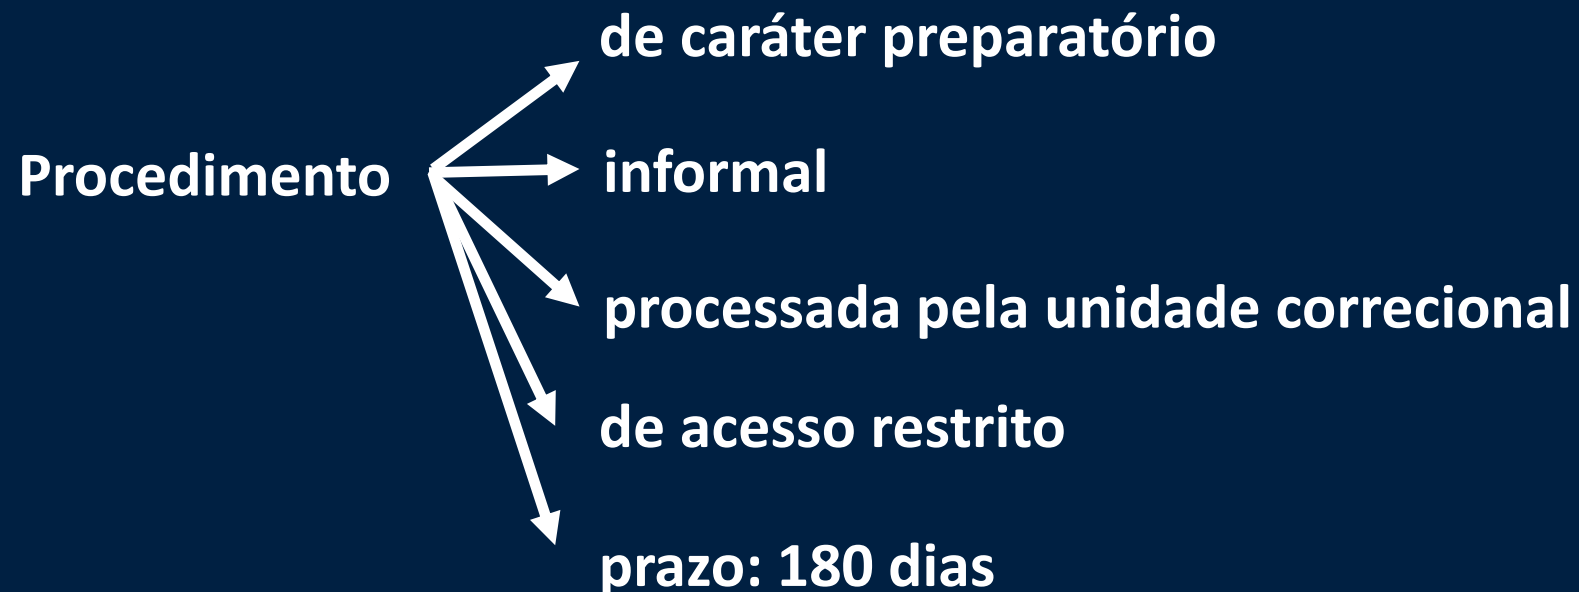 de caráter preparatório
Procedimento
informal
processada pela unidade correcional
de acesso restrito
prazo: 180 dias